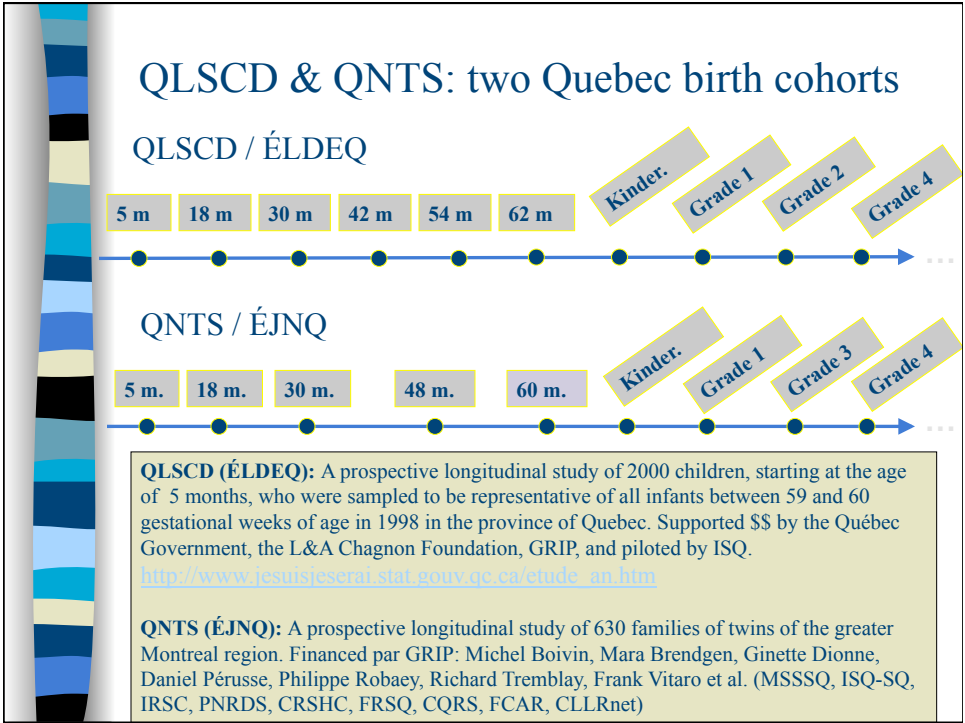 QLSCD & QNTS: two Quebec birth cohorts
QLSCD / ÉLDEQ
5 m 18 m 30 m 42 m 54 m 62 m Kinder. Grade 1 Grade 2 Grade 4
...
QNTS / ÉJNQ
5 m. 18 m. 30 m. 48 m. 60 m. Kinder. Grade 1 Grade 3 Grade 4
...
QLSCD (ÉLDEQ): A prospective longitudinal study of 2000 children, starting at the age
of 5 months, who were sampled to be representative of all infants between 59 and 60
gestational weeks of age in 1998 in the province of Quebec. Supported $$ by the Québec
Government, the L&A Chagnon Foundation, GRIP, and piloted by ISQ.
http://www.jesuisjeserai.stat.gouv.qc.ca/etude_an.htm
QNTS (ÉJNQ): A prospective longitudinal study of 630 families of twins of the greater
Montreal region. Financed par GRIP: Michel Boivin, Mara Brendgen, Ginette Dionne,
Daniel Pérusse, Philippe Robaey, Richard Tremblay, Frank Vitaro et al. (MSSSQ, ISQ-SQ,
IRSC, PNRDS, CRSHC, FRSQ, CQRS, FCAR, CLLRnet)